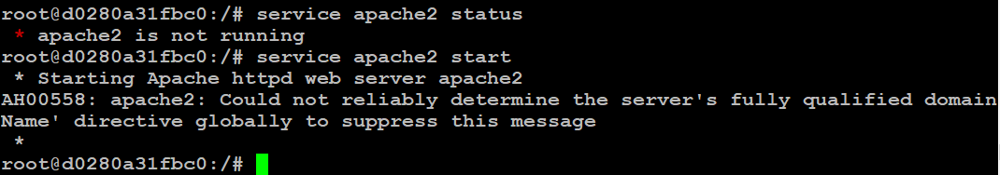 root@d0280a31fbc0:/# service apache2 status
 * apache2 is not running
root@d0280a31fbc0:/# service apache2 start
 * Starting Apache httpd web server apache2
AH00558: apache2: Could not reliably determine the server's fully qualified domain
Name' directive globally to suppress this message
 *
root@d0280a31fbc0:/#